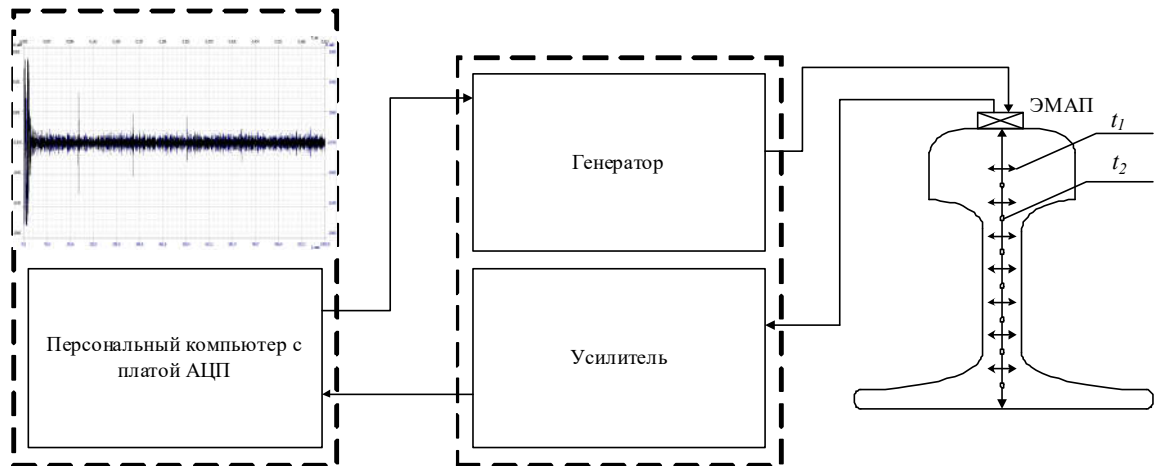 ЭМАП
t1
t2
Генератор
Персональный компьютер с
платой АЦП
Усилитель